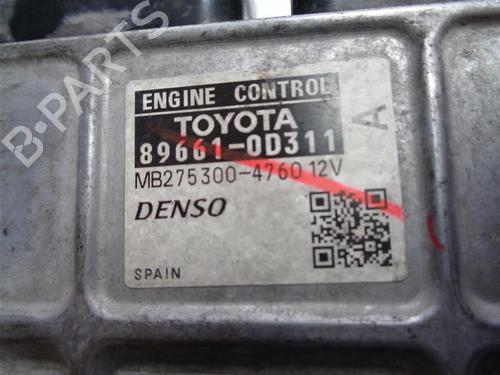 B-PARTS
ENGINE CONTROL
TOYOTA
89661-0D311
A
MB275300-4760 12V
DENSO
SPAIN